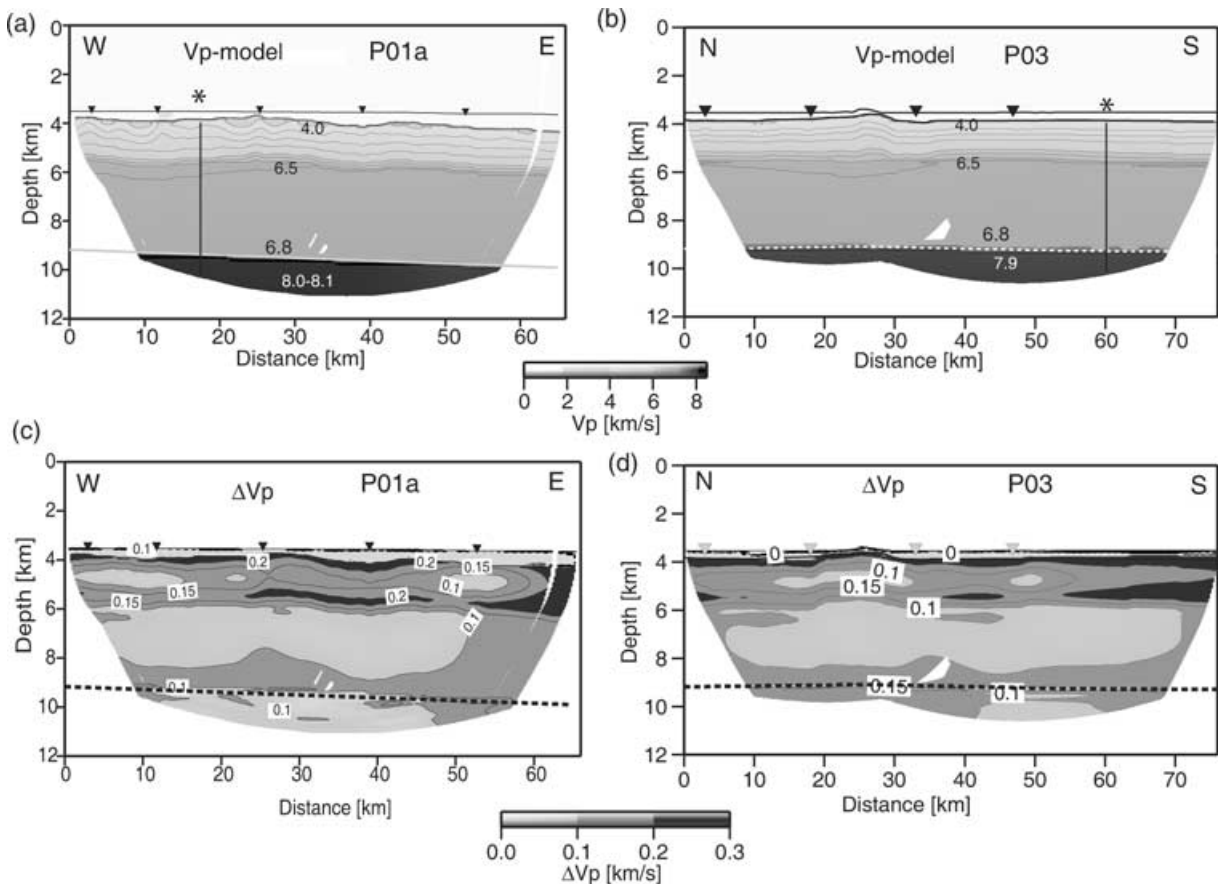 (a)
W
Vp-model
P01a
E
*
4.0
6.5
6.8
8.0-8.1
0
2
4
6
8
10
12
Depth [km]
0
10
20
30
40
50
60
Distance [km]
(b)
N
Vp-model
P03
S
*
4.0
6.5
6.8
7.9
0
2
4
6
8
10
12
Depth [km]
0
10
20
30
40
50
60
70
Distance [km]
0 2 4 6 8
Vp [km/s]
(c)
W
ΔVp
P01a
E
0.1
0.2
0.2
0.15
0.15
0.15
0.1
0.2
0.1
0.1
0.1
0
2
4
6
8
10
12
Depth [km]
0
10
20
30
40
50
60
Distance [km]
(d)
N
ΔVp
P03
S
0
0
0.1
0.15
0.1
0.15
0.1
0
2
4
6
8
10
12
Depth [km]
0
10
20
30
40
50
60
70
Distance [km]
0.0 0.1 0.2 0.3
ΔVp [km/s]